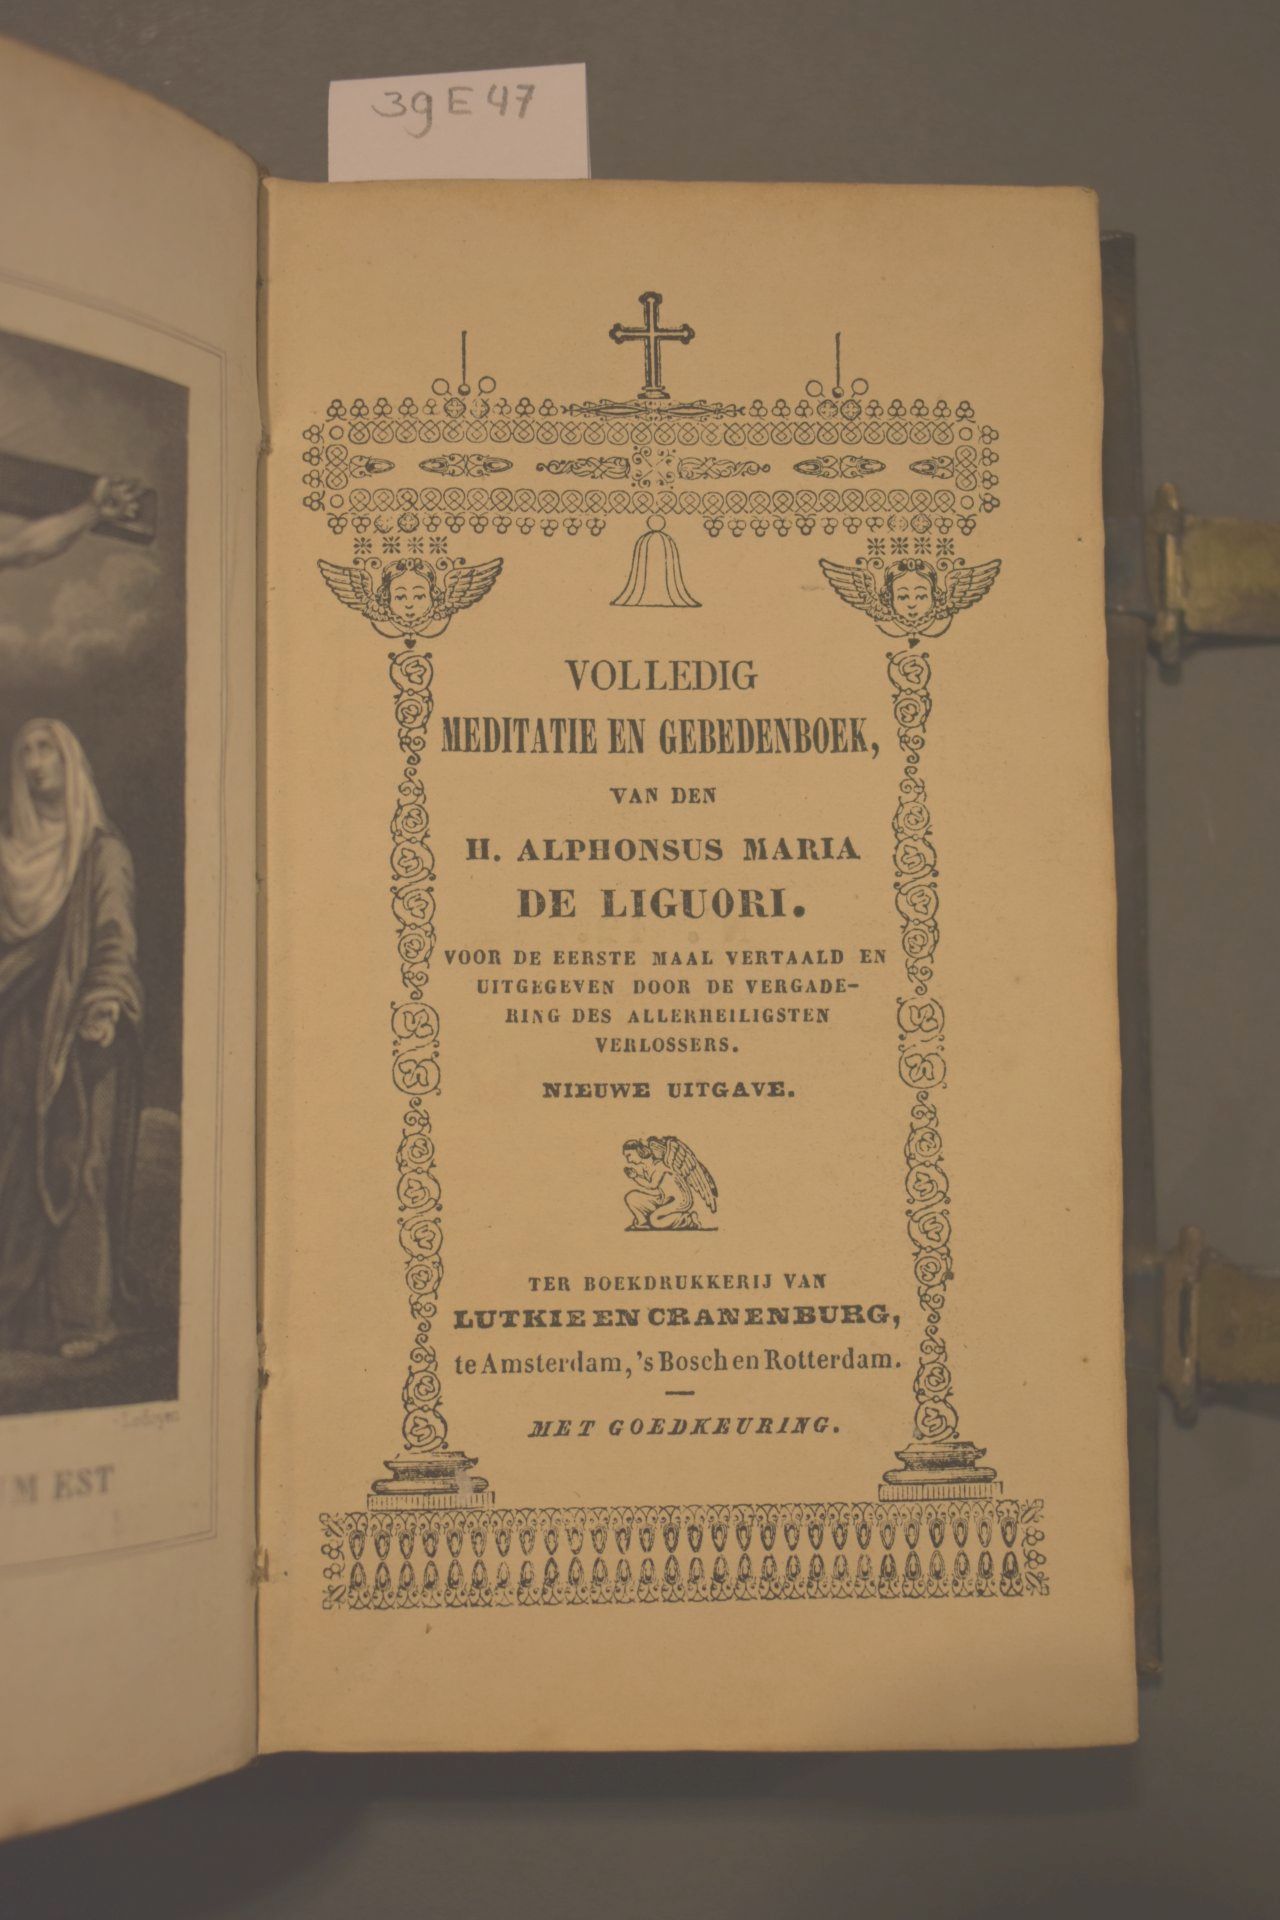 39 E 47
UM EST
VOLLEDIG
MEDITATIE EN GEBEDENBOEK,
VAN DEN
H. ALPHONSUS MARIA
DE LIGUORI.
VOOR DE EERSTE MAAL VERTAALD EN
UITGEGEVEN DOOR DE VERGADE-
RING DES ALLERHEILIGSTEN
VERLOSSERS.
NIEUWE UITGAVE.
TER BOEKDRUKKERIJ VAN
LUTKIE EN CRANENBURG,
te Amsterdam, 's Bosch en Rotterdam.
MET GOEDKEURING.